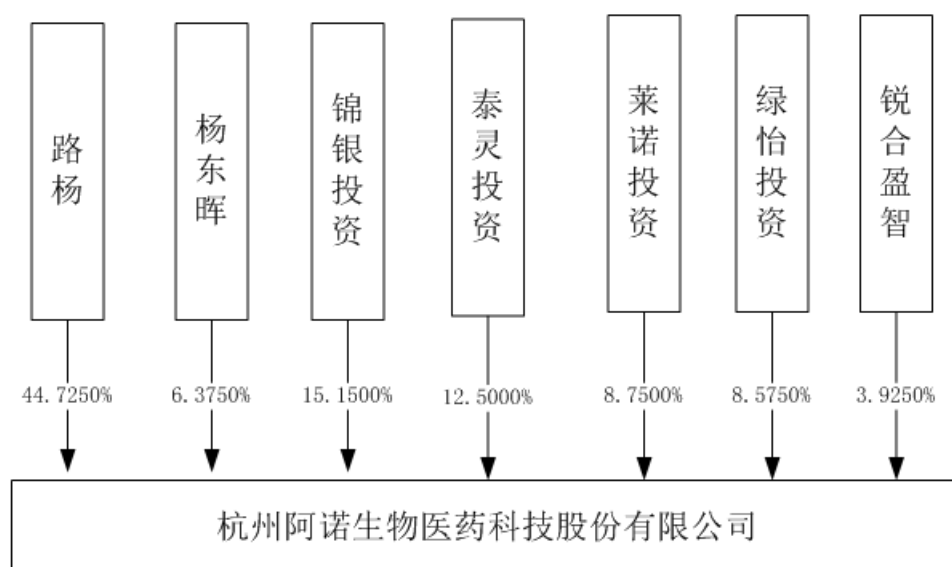 路杨
杨东晖
锦银投资
泰灵投资
莱诺投资
绿怡投资
锐合盈智
44.7250%
6.3750%
15.1500%
12.5000%
8.7500%
8.5750%
3.9250%
杭州阿诺生物医药科技股份有限公司